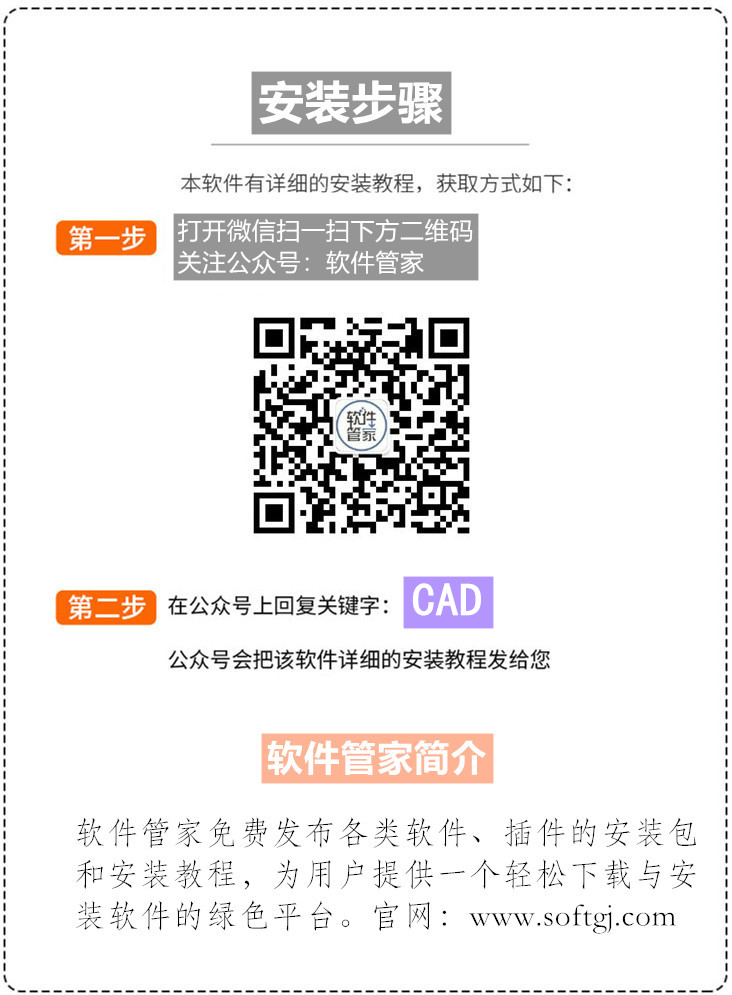 安装步骤
本软件有详细的安装教程，获取方式如下：
第一步
打开微信扫一扫下方二维码
关注公众号：软件管家
软件
管家
第二步 在公众号上回复关键字： CAD
公众号会把该软件详细的安装教程发给您
软件管家简介
软件管家免费发布各类软件、插件的安装包
和安装教程，为用户提供一个轻松下载与安
装软件的绿色平台。官网：www.softgj.com